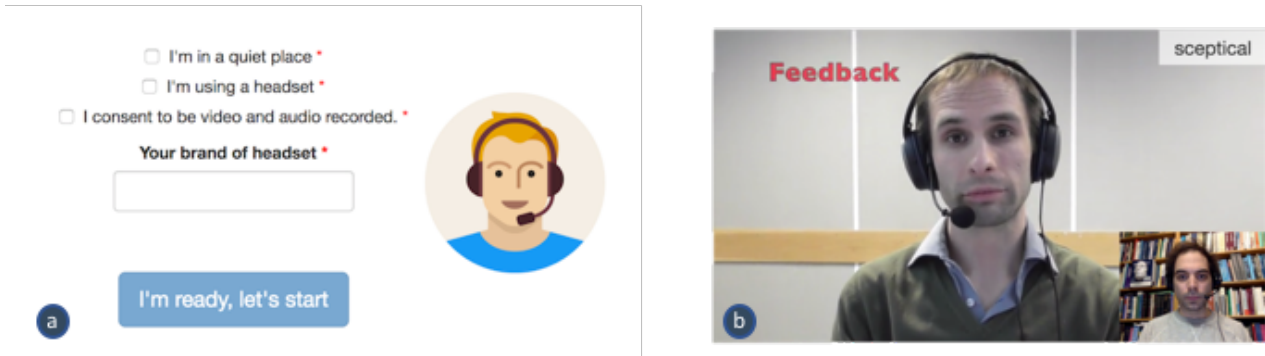 I'm in a quiet place *
I'm using a headset *
I consent to be video and audio recorded. *
Your brand of headset *
I'm ready, let's start
a
sceptical
Feedback
b